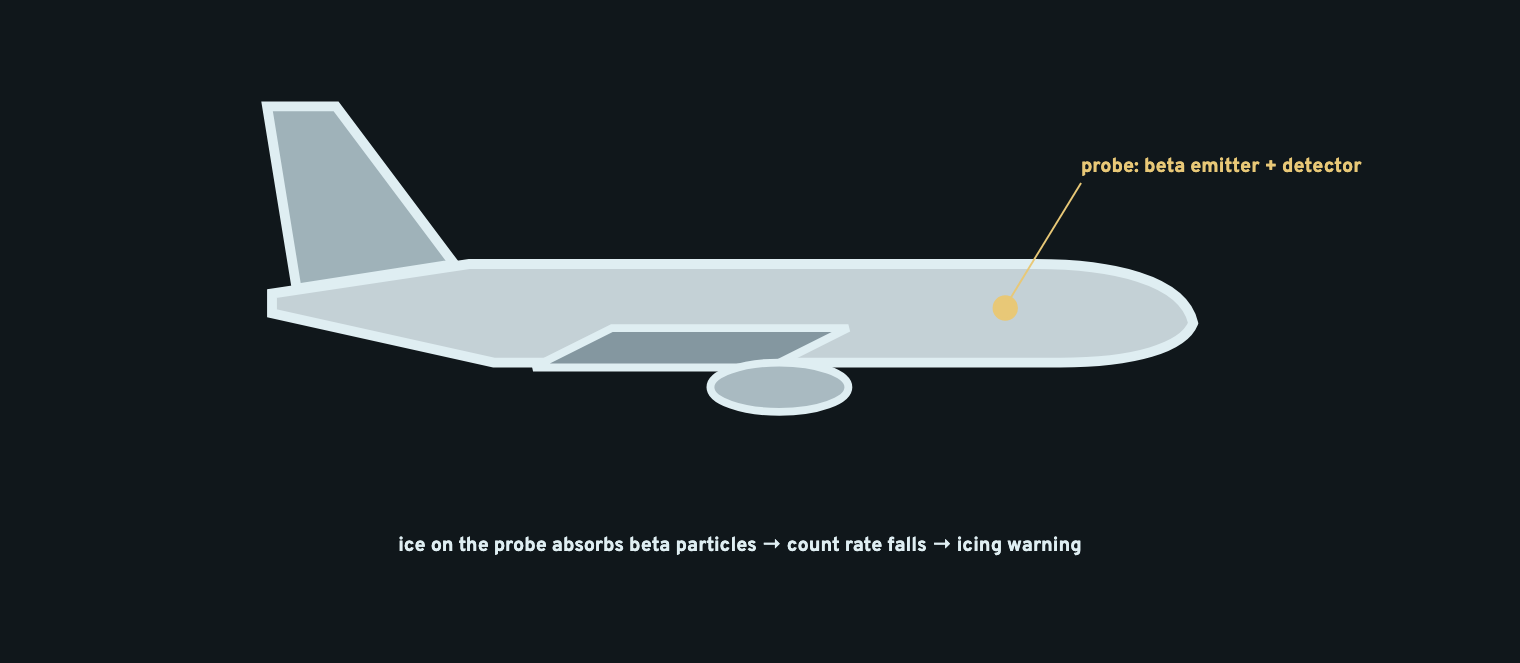 probe: beta emitter + detector
ice on the probe absorbs beta particles → count rate falls → icing warning